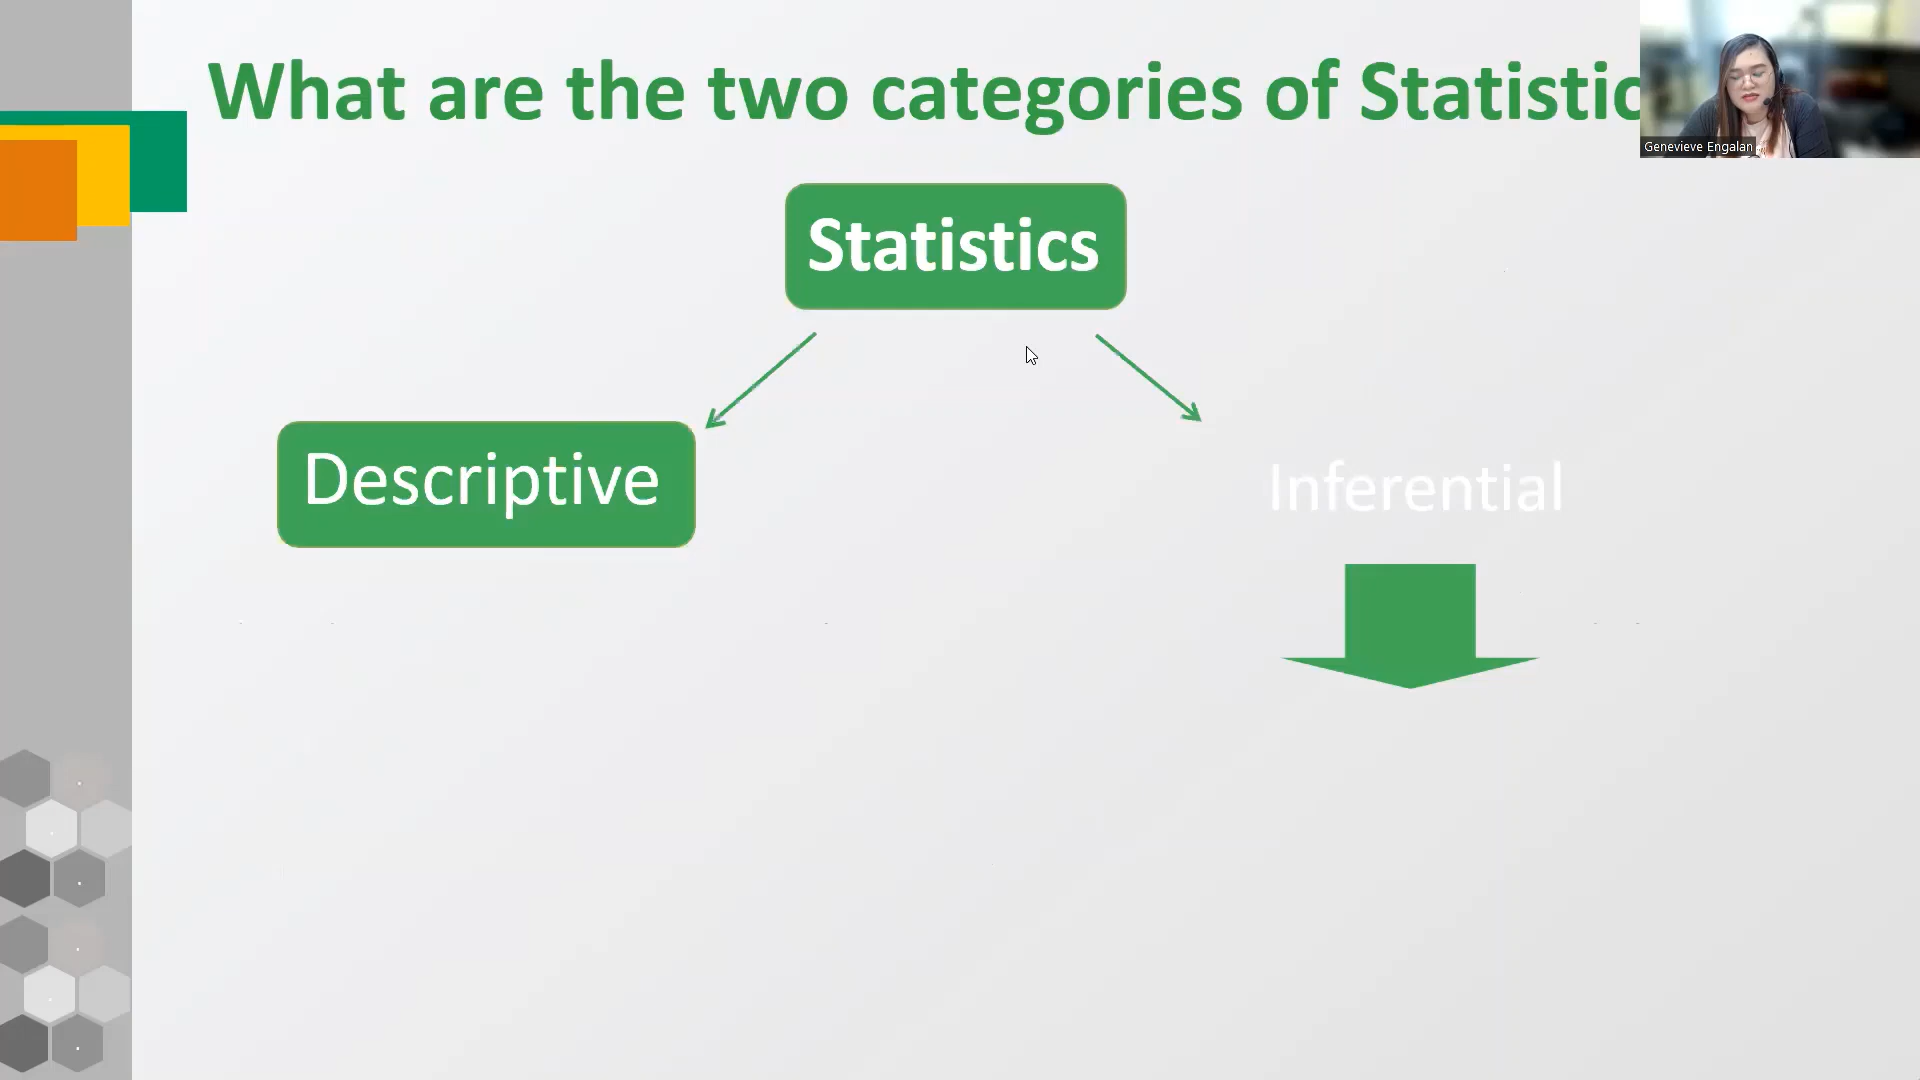 What are the two categories of Statistic
Genevieve Engalan
Statistics
Descriptive
Inferential